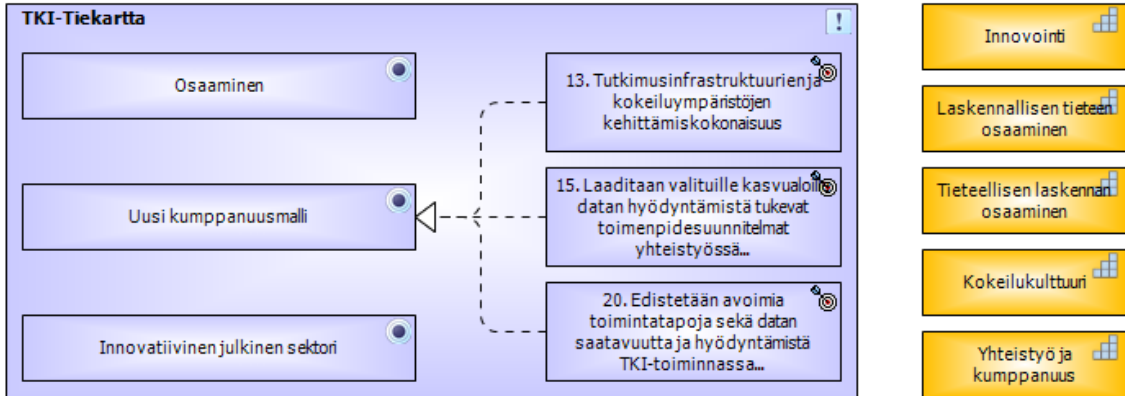 TKI-Tiekartta
!
Osaaminen
Uusi kumppanuusmalli
Innovatiivinen julkinen sektori
13. Tutkimusinfrastruktuurien ja
kokeiluympäristöjen
kehittämiskokonaisuus
15. Laaditaan valituille kasvualoille
datan hyödyntämistä tukevat
toimenpidesuunnitelmat
yhteistyössä...
20. Edistetään avoimia
toimintatapoja sekä datan
saatavuutta ja hyödyntämistä
TKI-toiminnassa...
Innovointi
Laskennallisen tieteen
osaaminen
Tieteellisen laskennan
osaaminen
Kokeilukulttuuri
Yhteistyö ja
kumppanuus